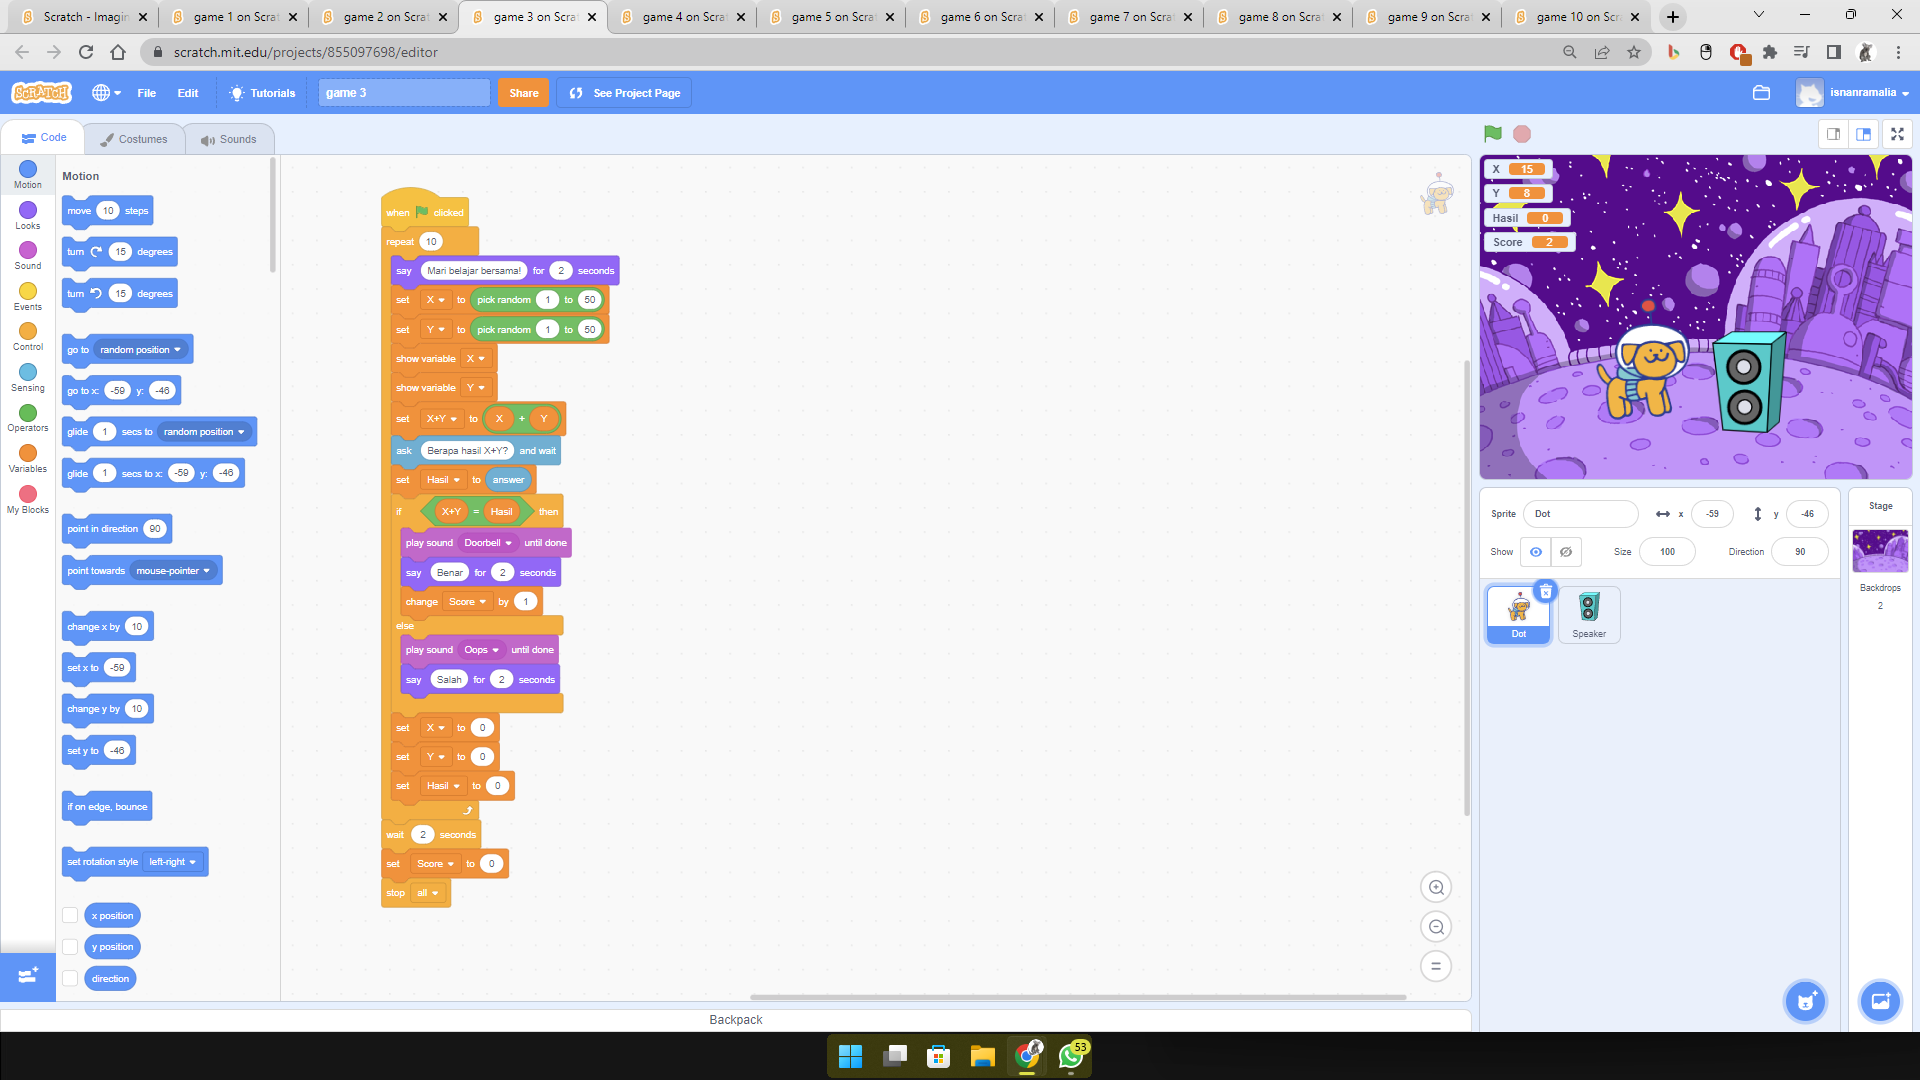 Scratch - Imagin
game 1 on Scra
game 2 on Scrat
game 3 on Scrat
game 4 on Scra
game 5 on Scra
game 6 on Scra
game 7 on Scra
game 8 on Scra
game 9 on Scra
game 10 on Scr
scratch.mit.edu/projects/855097698/editor
SCRATCH
File
Edit
Tutorials
game 3
Share
See Project Page
isnanramalia
Code
Costumes
Sounds
Motion
Looks
Sound
Events
Control
Sensing
Operators
Variables
My Blocks
Motion
move 10 steps
turn 15 degrees
turn 15 degrees
go to random position
go to x: -59 y: -46
glide 1 secs to random position
glide 1 secs to x: -59 y: -46
point in direction 90
point towards mouse-pointer
change x by 10
set x to -59
change y by 10
set y to -46
if on edge, bounce
set rotation style left-right
x position
y position
direction
when clicked
repeat 10
say Mari belajar bersama! for 2 seconds
set X to pick random 1 to 50
set Y to pick random 1 to 50
show variable X
show variable Y
set X+Y to X + Y
ask Berapa hasil X+Y? and wait
set Hasil to answer
if X+Y = Hasil then
play sound Doorbell until done
say Benar for 2 seconds
change Score by 1
else
play sound Oops until done
say Salah for 2 seconds
set X to 0
set Y to 0
set Hasil to 0
wait 2 seconds
set Score to 0
stop all
Backpack
X 15
Y 8
Hasil 0
Score 2
Sprite Dot x -59 y -46
Show Size 100 Direction 90
Dot
Speaker
Stage
Backdrops
2
53